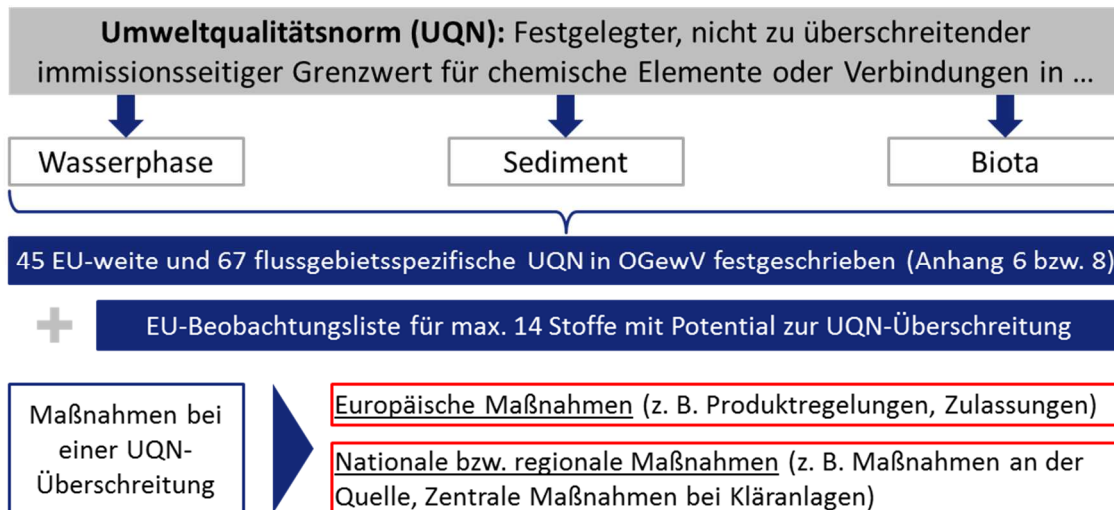 Umweltqualitätsnorm (UQN): Festgelegter, nicht zu überschreitender
immissionsseitiger Grenzwert für chemische Elemente oder Verbindungen in ...
Wasserphase
Sediment
Biota
45 EU-weite und 67 flussgebietsspezifische UQN in OGewV festgeschrieben (Anhang 6 bzw. 8)
EU-Beobachtungsliste für max. 14 Stoffe mit Potential zur UQN-Überschreitung
Maßnahmen bei
einer UQN-
Überschreitung
Europäische Maßnahmen (z. B. Produktregelungen, Zulassungen)
Nationale bzw. regionale Maßnahmen (z. B. Maßnahmen an der
Quelle, Zentrale Maßnahmen bei Kläranlagen)